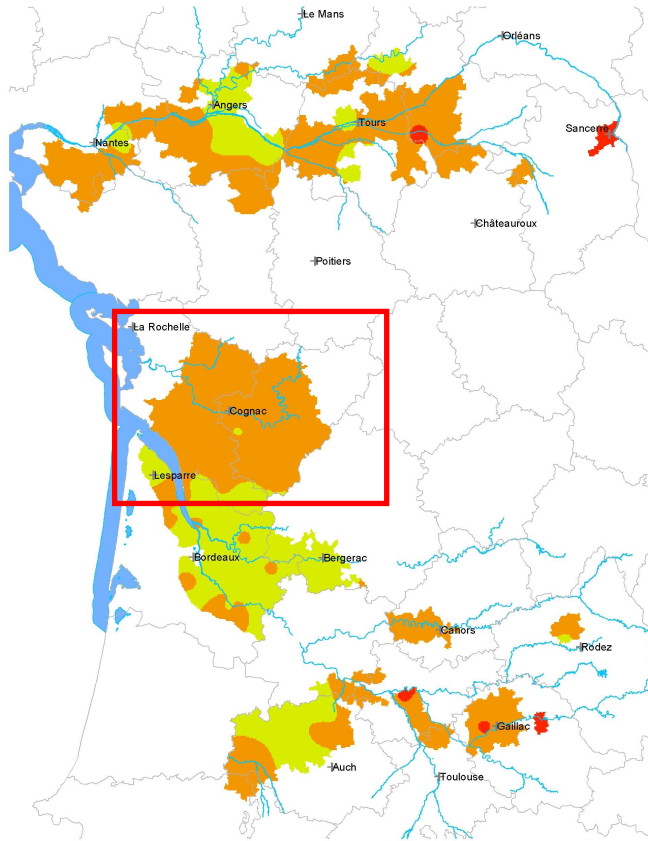 Le Mans
Orléans
Angers
Tours
Sancerre
Nantes
Châteauroux
Poitiers
La Rochelle
Cognac
Lesparre
Bordeaux
Bergerac
Cahors
Rodez
Gaillac
Auch
Toulouse